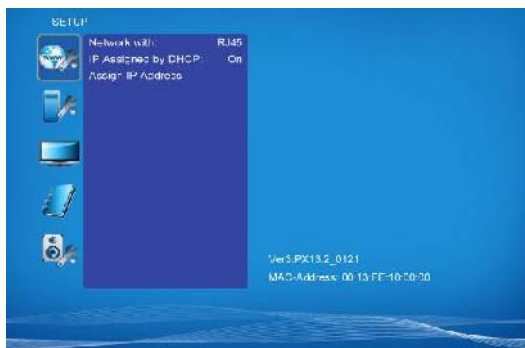 SETUP
Network with: RJ45
IP Assigned by DHCP: On
Assign IP Address
Ver3.PX13.2_0121
MAC-Address: 00:13:FE:10:00:00